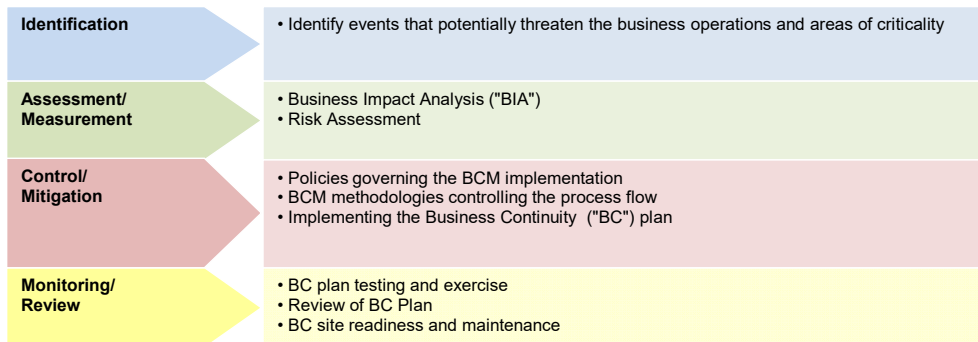 Identification
• Identify events that potentially threaten the business operations and areas of criticality
Assessment/
Measurement
• Business Impact Analysis ("BIA")
• Risk Assessment
Control/
Mitigation
• Policies governing the BCM implementation
• BCM methodologies controlling the process flow
• Implementing the Business Continuity ("BC") plan
Monitoring/
Review
• BC plan testing and exercise
• Review of BC Plan
• BC site readiness and maintenance